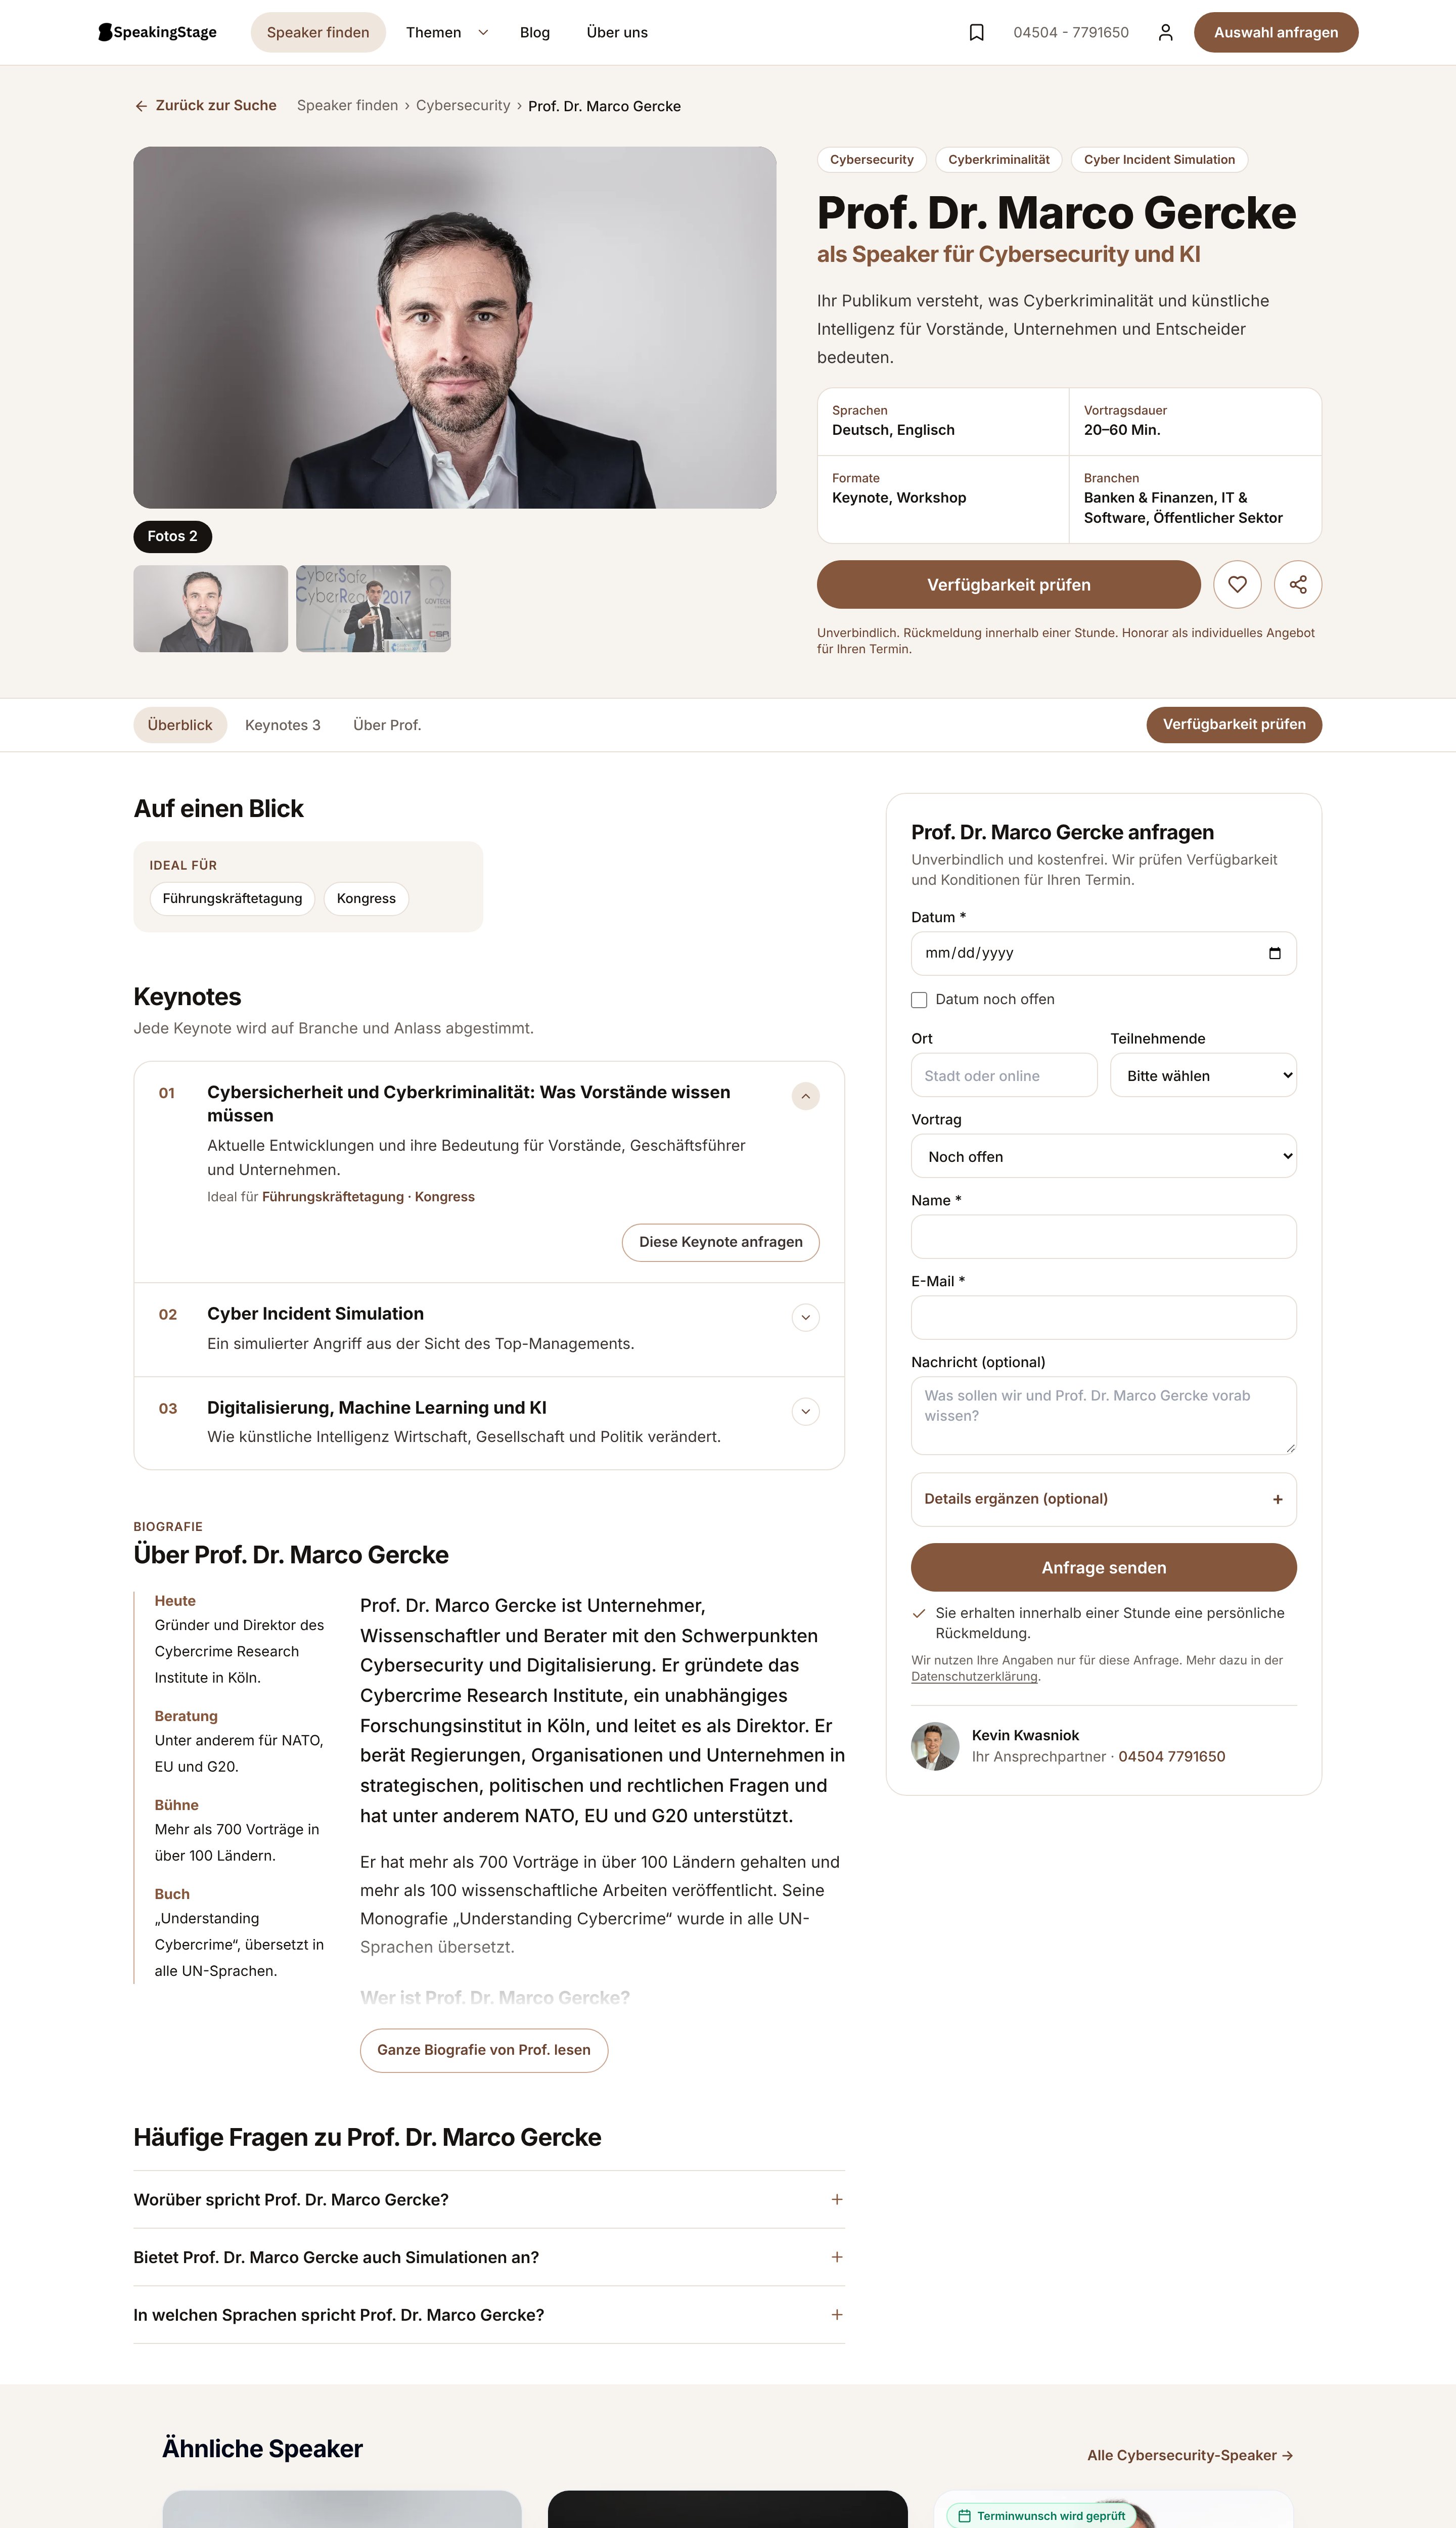 SpeakingStage
Speaker finden
Themen
Blog
Über uns
04504 - 7791650
Auswahl anfragen
Zurück zur Suche
Speaker finden › Cybersecurity › Prof. Dr. Marco Gercke
Cybersecurity
Cyberkriminalität
Cyber Incident Simulation
Prof. Dr. Marco Gercke
als Speaker für Cybersecurity und KI
Ihr Publikum versteht, was Cyberkriminalität und künstliche
Intelligenz für Vorstände, Unternehmen und Entscheider
bedeuten.
Sprachen
Deutsch, Englisch
Vortragsdauer
20–60 Min.
Formate
Keynote, Workshop
Branchen
Banken & Finanzen, IT &
Software, Öffentlicher Sektor
Fotos 2
2017
GOVTECH
CSA
Verfügbarkeit prüfen
Unverbindlich. Rückmeldung innerhalb einer Stunde. Honorar als individuelles Angebot
für Ihren Termin.
Überblick
Keynotes 3
Über Prof.
Verfügbarkeit prüfen
Auf einen Blick
IDEAL FÜR
Führungskräftetagung
Kongress
Keynotes
Jede Keynote wird auf Branche und Anlass abgestimmt.
01
Cybersicherheit und Cyberkriminalität: Was Vorstände wissen
müssen
Aktuelle Entwicklungen und ihre Bedeutung für Vorstände, Geschäftsführer
und Unternehmen.
Ideal für Führungskräftetagung · Kongress
Diese Keynote anfragen
02
Cyber Incident Simulation
Ein simulierter Angriff aus der Sicht des Top-Managements.
03
Digitalisierung, Machine Learning und KI
Wie künstliche Intelligenz Wirtschaft, Gesellschaft und Politik verändert.
BIOGRAFIE
Über Prof. Dr. Marco Gercke
Heute
Gründer und Direktor des
Cybercrime Research
Institute in Köln.
Beratung
Unter anderem für NATO,
EU und G20.
Bühne
Mehr als 700 Vorträge in
über 100 Ländern.
Buch
„Understanding
Cybercrime“, übersetzt in
alle UN-Sprachen.
Prof. Dr. Marco Gercke ist Unternehmer,
Wissenschaftler und Berater mit den Schwerpunkten
Cybersecurity und Digitalisierung. Er gründete das
Cybercrime Research Institute, ein unabhängiges
Forschungsinstitut in Köln, und leitet es als Direktor. Er
berät Regierungen, Organisationen und Unternehmen in
strategischen, politischen und rechtlichen Fragen und
hat unter anderem NATO, EU und G20 unterstützt.
Er hat mehr als 700 Vorträge in über 100 Ländern gehalten und
mehr als 100 wissenschaftliche Arbeiten veröffentlicht. Seine
Monografie „Understanding Cybercrime“ wurde in alle UN-
Sprachen übersetzt.
Wer ist Prof. Dr. Marco Gercke?
Ganze Biografie von Prof. lesen
Häufige Fragen zu Prof. Dr. Marco Gercke
Worüber spricht Prof. Dr. Marco Gercke?
Bietet Prof. Dr. Marco Gercke auch Simulationen an?
In welchen Sprachen spricht Prof. Dr. Marco Gercke?
Prof. Dr. Marco Gercke anfragen
Unverbindlich und kostenfrei. Wir prüfen Verfügbarkeit
und Konditionen für Ihren Termin.
Datum *
mm/dd/yyyy
Datum noch offen
Ort
Stadt oder online
Teilnehmende
Bitte wählen
Vortrag
Noch offen
Name *
E-Mail *
Nachricht (optional)
Was sollen wir und Prof. Dr. Marco Gercke vorab
wissen?
Details ergänzen (optional) +
Anfrage senden
Sie erhalten innerhalb einer Stunde eine persönliche
Rückmeldung.
Wir nutzen Ihre Angaben nur für diese Anfrage. Mehr dazu in der
Datenschutzerklärung.
Kevin Kwasniok
Ihr Ansprechpartner · 04504 7791650
Ähnliche Speaker
Alle Cybersecurity-Speaker →
Terminwunsch wird geprüft